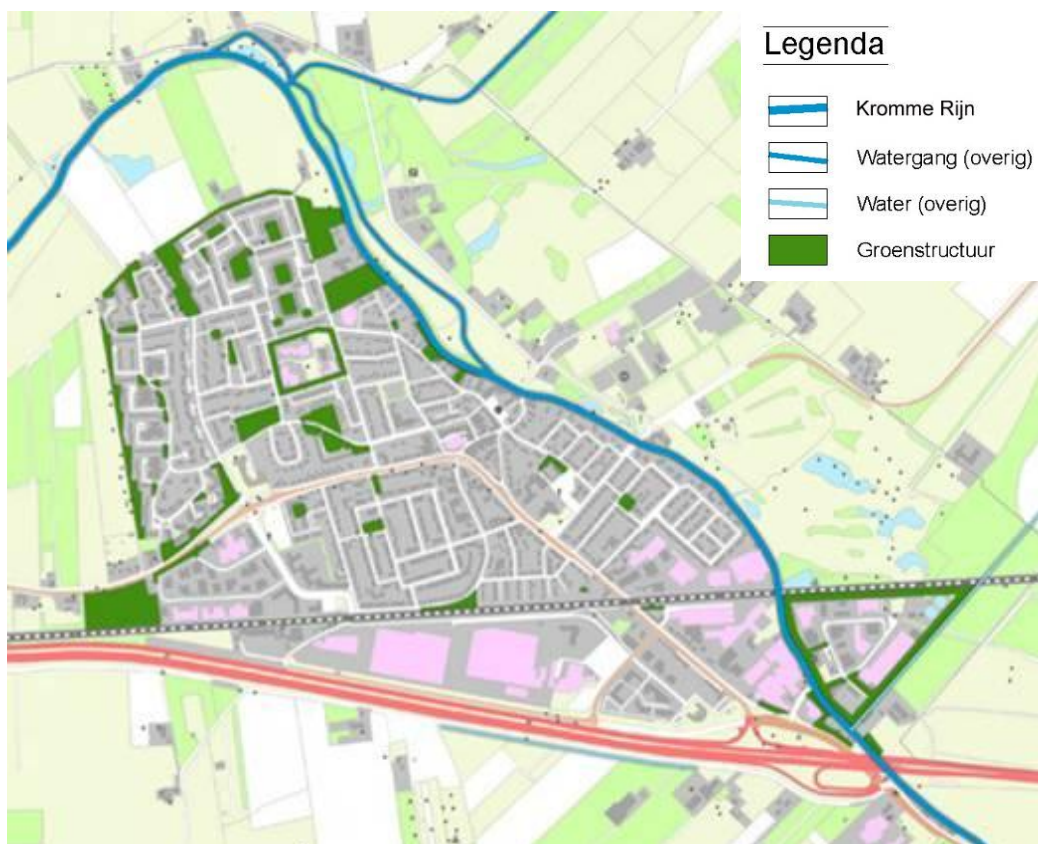 Legenda
Kromme Rijn
Watergang (overig)
Water (overig)
Groenstructuur